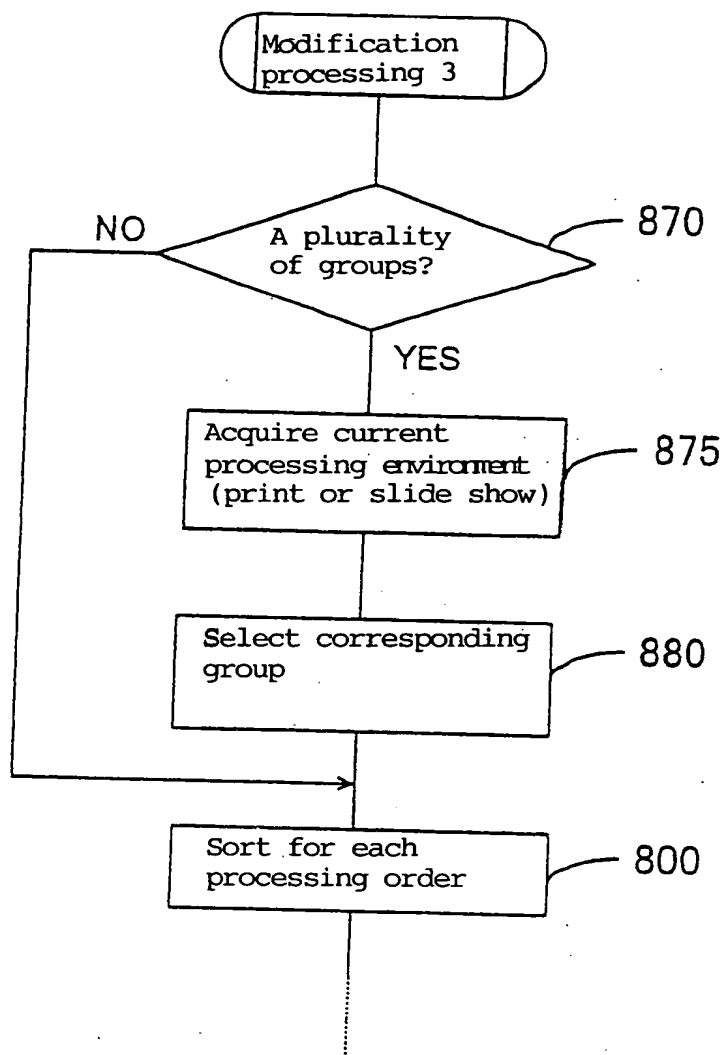 Modification
processing 3
NO
A plurality
of groups?
870
YES
Acquire current
processing environment
(print or slide show)
875
Select corresponding
group
880
Sort for each
processing order
800